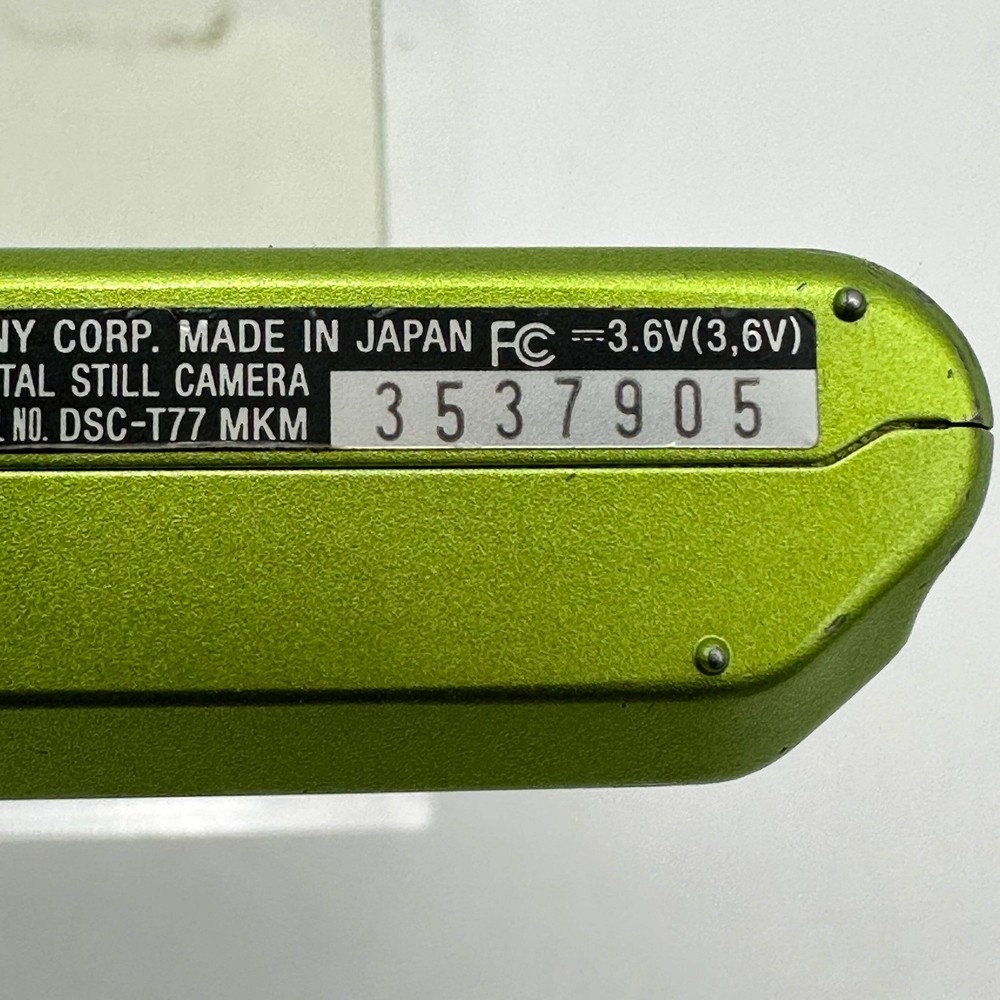 NY CORP. MADE IN JAPAN FC ⎓3.6V(3,6V)
TAL STILL CAMERA
L NO. DSC-T77 MKM 3537905